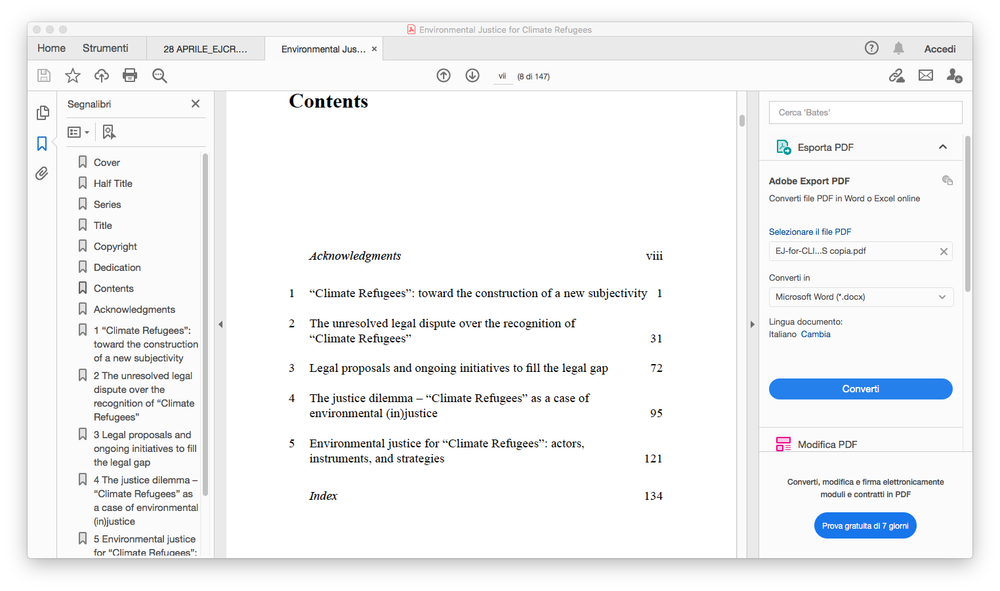 Environmental Justice for Climate Refugees
Home
Strumenti
28 APRILE_EJCR....
Environmental Jus...
Accedi
vii
(8 di 147)
Segnalibri
Cover
Half Title
Series
Title
Copyright
Dedication
Contents
Acknowledgments
1 “Climate Refugees”:
toward the construction
of a new subjectivity
2 The unresolved legal
dispute over the
recognition of “Climate
Refugees”
3 Legal proposals and
ongoing initiatives to fill
the legal gap
4 The justice dilemma –
“Climate Refugees” as
a case of environmental
(in)justice
5 Environmental justice
for “Climate Refugees”:
Contents
Acknowledgments viii
1 “Climate Refugees”: toward the construction of a new subjectivity 1
2 The unresolved legal dispute over the recognition of
“Climate Refugees” 31
3 Legal proposals and ongoing initiatives to fill the legal gap 72
4 The justice dilemma – “Climate Refugees” as a case of
environmental (in)justice 95
5 Environmental justice for “Climate Refugees”: actors,
instruments, and strategies 121
Index 134
Cerca 'Bates'
Esporta PDF
Adobe Export PDF
Converti file PDF in Word o Excel online
Selezionare il file PDF
EJ-for-CLI...S copia.pdf
Converti in
Microsoft Word (*.docx)
Lingua documento:
Italiano Cambia
Converti
Modifica PDF
Converti, modifica e firma elettronicamente
moduli e contratti in PDF
Prova gratuita di 7 giorni